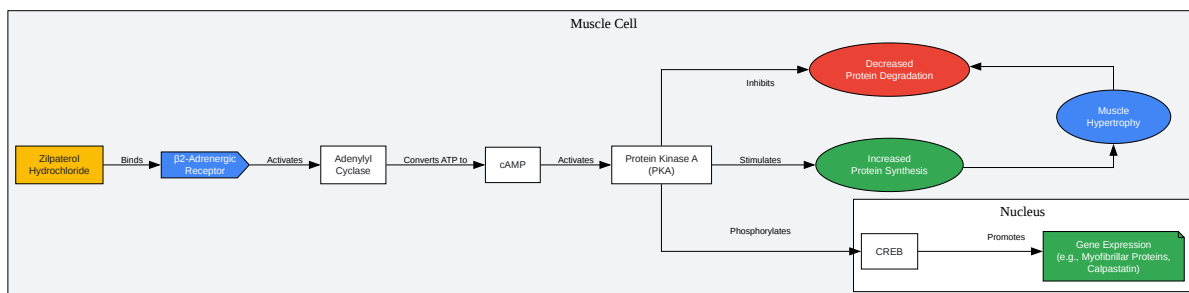 Muscle Cell
Decreased
Protein Degradation
Inhibits
Muscle
Hypertrophy
Zilpaterol
Hydrochloride
Binds
β2-Adrenergic
Receptor
Activates
Adenylyl
Cyclase
Converts ATP to
cAMP
Activates
Protein Kinase A
(PKA)
Stimulates
Increased
Protein Synthesis
Nucleus
Phosphorylates
CREB
Promotes
Gene Expression
(e.g., Myofibrillar Proteins,
Calpastatin)